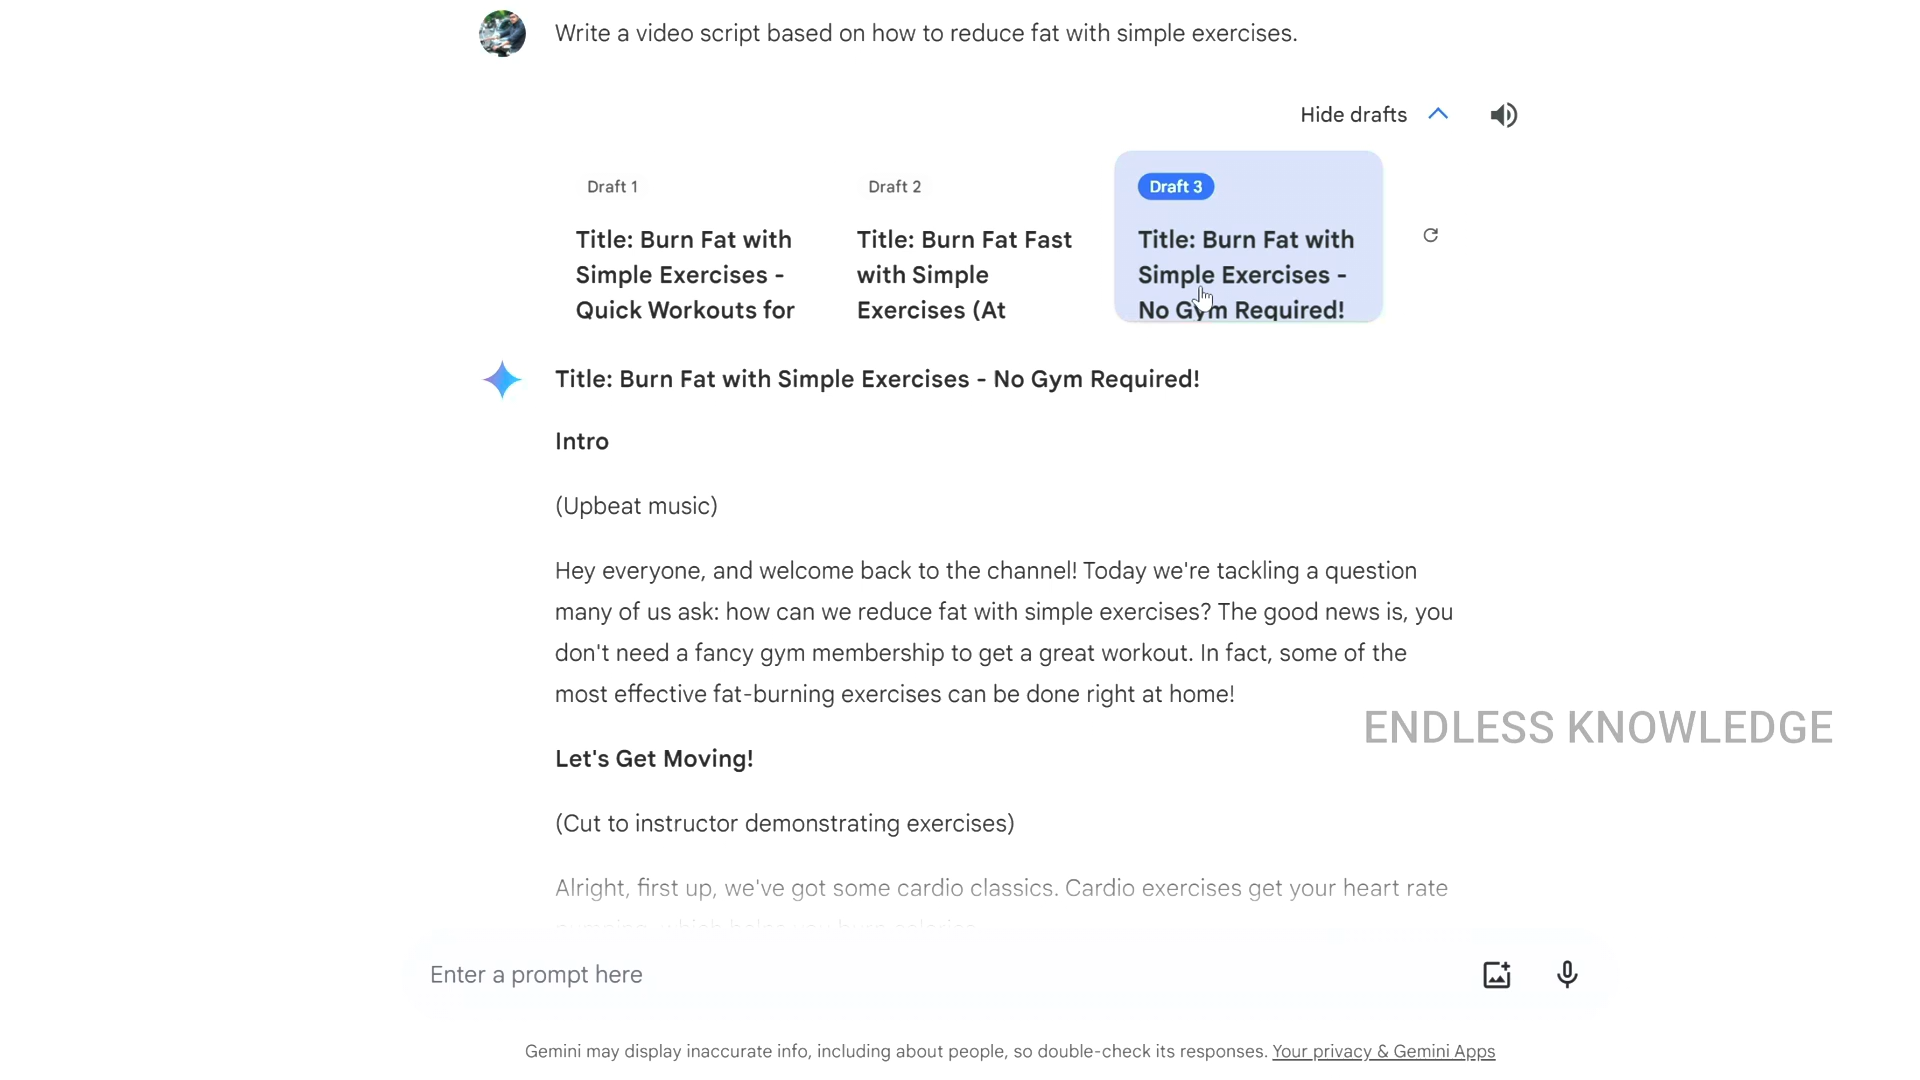 Write a video script based on how to reduce fat with simple exercises.
Hide drafts
Draft 1
Title: Burn Fat with
Simple Exercises -
Quick Workouts for
Draft 2
Title: Burn Fat Fast
with Simple
Exercises (At
Draft 3
Title: Burn Fat with
Simple Exercises -
No Gym Required!
Title: Burn Fat with Simple Exercises - No Gym Required!
Intro
(Upbeat music)
Hey everyone, and welcome back to the channel! Today we're tackling a question
many of us ask: how can we reduce fat with simple exercises? The good news is, you
don't need a fancy gym membership to get a great workout. In fact, some of the
most effective fat-burning exercises can be done right at home!
ENDLESS KNOWLEDGE
Let's Get Moving!
(Cut to instructor demonstrating exercises)
Alright, first up, we've got some cardio classics. Cardio exercises get your heart rate
pumping, which helps you burn calories.
Enter a prompt here
Gemini may display inaccurate info, including about people, so double-check its responses. Your privacy & Gemini Apps